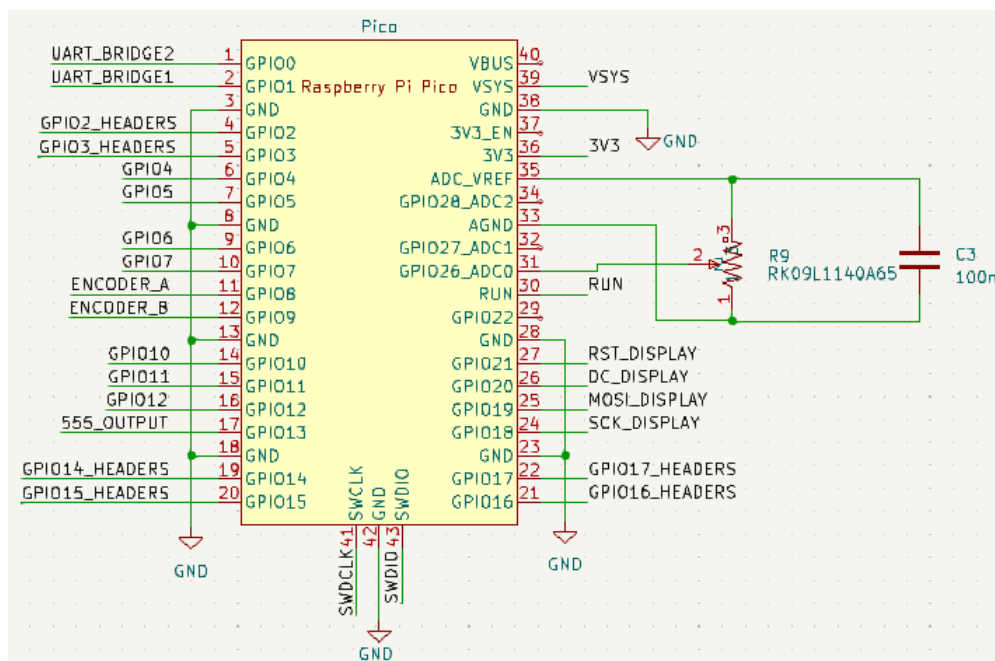 Pico
Raspberry Pi Pico
UART_BRIDGE2 1 GPIO0
UART_BRIDGE1 2 GPIO1
3 GND
GPIO2_HEADERS 4 GPIO2
GPIO3_HEADERS 5 GPIO3
GPIO4 6 GPIO4
GPIO5 7 GPIO5
8 GND
GPIO6 9 GPIO6
GPIO7 10 GPIO7
ENCODER_A 11 GPIO8
ENCODER_B 12 GPIO9
13 GND
GPIO10 14 GPIO10
GPIO11 15 GPIO11
GPIO12 16 GPIO12
555_OUTPUT 17 GPIO13
18 GND
GPIO14_HEADERS 19 GPIO14
GPIO15_HEADERS 20 GPIO15
GND
VBUS 40
VSYS 39 VSYS
GND 38
GND
3V3_EN 37
3V3 36 3V3
ADC_VREF 35
GPIO28_ADC2 34
AGND 33
GPIO27_ADC1 32
GPIO26_ADC0 31
RUN 30 RUN
GPIO22 29
GND 28
GPIO21 27 RST_DISPLAY
GPIO20 26 DC_DISPLAY
GPIO19 25 MOSI_DISPLAY
GPIO18 24 SCK_DISPLAY
GND 23
GPIO17 22 GPIO17_HEADERS
GPIO16 21 GPIO16_HEADERS
GND
3
2
1
R9
RK09L1140A65
C3
100n
SWCLK 41 SWDCLK
GND 42
SWDIO 43 SWDIO
GND